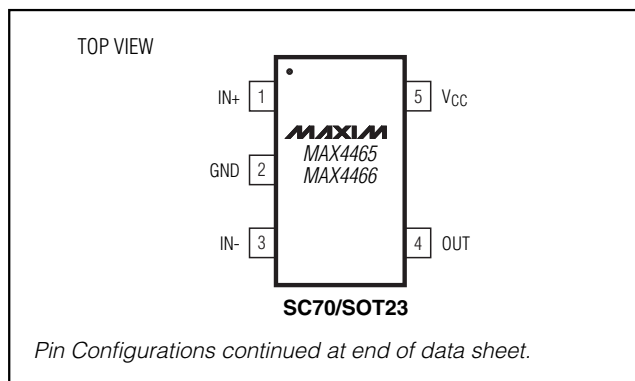 TOP VIEW
IN+ 1
5 VCC
MAXIM
MAX4465
MAX4466
GND 2
IN- 3
4 OUT
SC70/SOT23
Pin Configurations continued at end of data sheet.